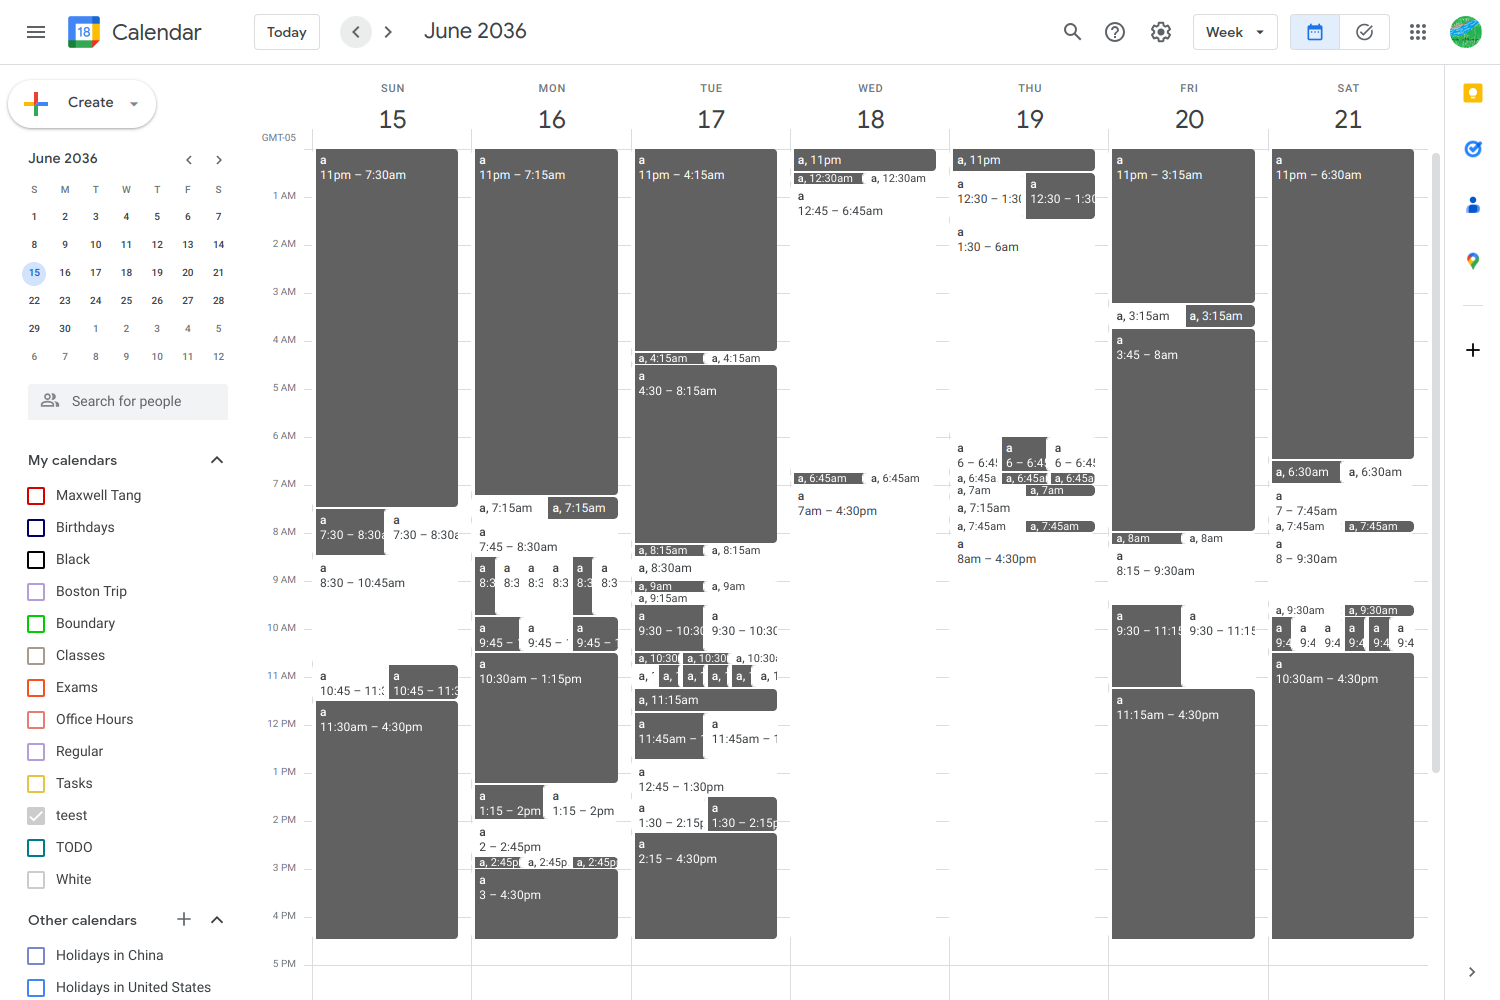 18 Calendar Today June 2036 Week
Create
June 2036
S M T W T F S
1 2 3 4 5 6 7
8 9 10 11 12 13 14
15 16 17 18 19 20 21
22 23 24 25 26 27 28
29 30 1 2 3 4 5
6 7 8 9 10 11 12
Search for people
My calendars
Maxwell Tang
Birthdays
Black
Boston Trip
Boundary
Classes
Exams
Office Hours
Regular
Tasks
teest
TODO
White
Other calendars
Holidays in China
Holidays in United States
GMT-05
1 AM
2 AM
3 AM
4 AM
5 AM
6 AM
7 AM
8 AM
9 AM
10 AM
11 AM
12 PM
1 PM
2 PM
3 PM
4 PM
5 PM
SUN
15
a
11pm – 7:30am
a
7:30 – 8:30a
a
7:30 – 8:30a
a
8:30 – 10:45am
a
10:45 – 11:3
a
10:45 – 11:3
a
11:30am – 4:30pm
MON
16
a
11pm – 7:15am
a, 7:15am
a, 7:15am
a
7:45 – 8:30am
a
8:3
a
8:3
a
8:3
a
8:3
a
8:3
a
8:3
a
9:45 –
a
9:45 –
a
9:45 – 1
a
10:30am – 1:15pm
a
1:15 – 2pm
a
1:15 – 2pm
a
2 – 2:45pm
a, 2:45p
a, 2:45p
a, 2:45p
a
3 – 4:30pm
TUE
17
a
11pm – 4:15am
a, 4:15am
a, 4:15am
a
4:30 – 8:15am
a, 8:15am
a, 8:15am
a, 8:30am
a, 9am
a, 9am
a, 9:15am
a
9:30 – 10:30
a
9:30 – 10:30
a, 10:30
a, 10:30
a, 10:30
a,
a,
a,
a,
a,
a, 1
a, 11:15am
a
11:45am – 1
a
11:45am – 1
a
12:45 – 1:30pm
a
1:30 – 2:15p
a
1:30 – 2:15p
a
2:15 – 4:30pm
WED
18
a, 11pm
a, 12:30am
a, 12:30am
a
12:45 – 6:45am
a, 6:45am
a, 6:45am
a
7am – 4:30pm
THU
19
a, 11pm
a
12:30 – 1:30
a
12:30 – 1:30
a
1:30 – 6am
a
6 – 6:45
a
6 – 6:45
a
6 – 6:45
a, 6:45a
a, 6:45a
a, 6:45a
a, 7am
a, 7am
a, 7:15am
a, 7:45am
a, 7:45am
a
8am – 4:30pm
FRI
20
a
11pm – 3:15am
a, 3:15am
a, 3:15am
a
3:45 – 8am
a, 8am
a, 8am
a
8:15 – 9:30am
a
9:30 – 11:15
a
9:30 – 11:15
a
11:15am – 4:30pm
SAT
21
a
11pm – 6:30am
a, 6:30am
a, 6:30am
a
7 – 7:45am
a, 7:45am
a, 7:45am
a
8 – 9:30am
a, 9:30am
a, 9:30am
a
9:4
a
9:4
a
9:4
a
9:4
a
9:4
a
9:4
a
10:30am – 4:30pm